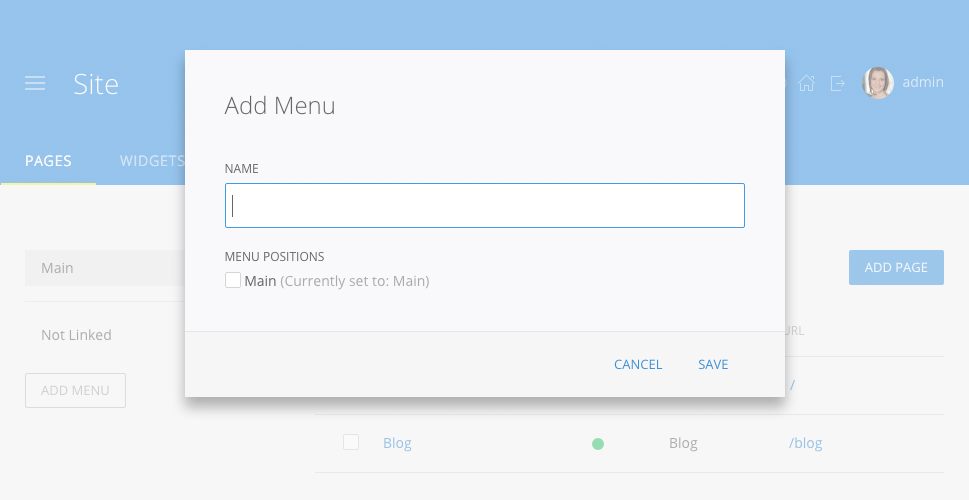 Site
admin
PAGES
WIDGETS
Add Menu
NAME
MENU POSITIONS
Main (Currently set to: Main)
CANCEL
SAVE
Main
Not Linked
ADD MENU
ADD PAGE
URL
/
Blog
Blog
/blog